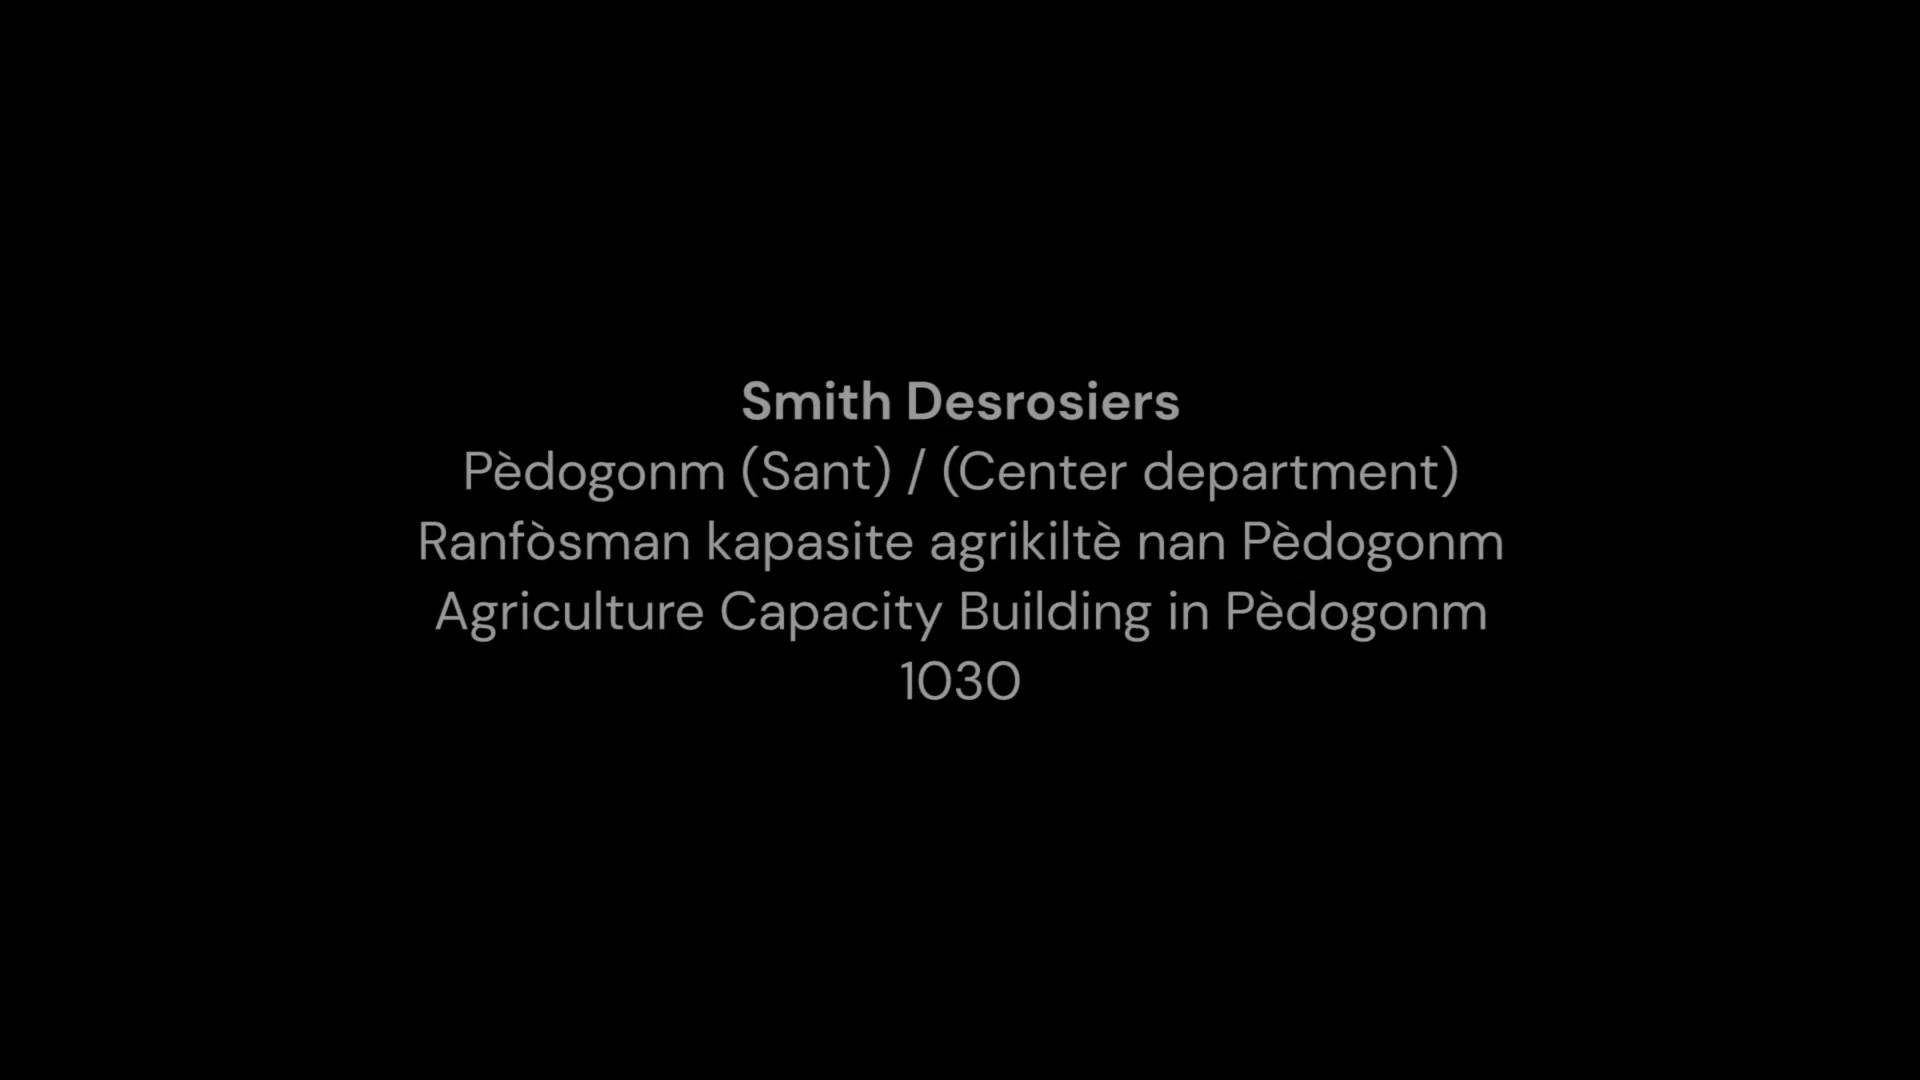 Smith Desrosiers
Pèdogonm (Sant) / (Center department)
Ranfòsman kapasite agrikiltè nan Pèdogonm
Agriculture Capacity Building in Pèdogonm
1030